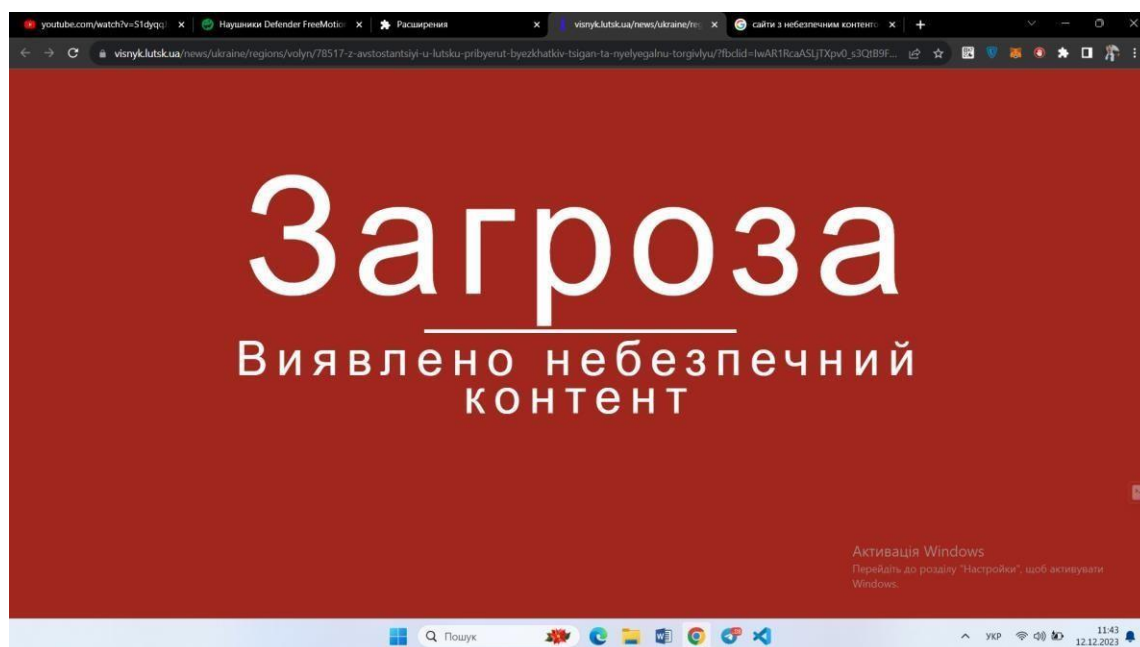 youtube.com/watch?v=S1dyqq
Наушники Defender FreeMotion
Расширения
visnyk.lutsk.ua/news/ukraine/re
сайти з небезпечним контенто
visnyk.lutsk.ua/news/ukraine/regions/volyn/78517-z-avstostantsiyi-u-lutsku-pribyerut-byezkhatkiv-tsigan-ta-nyelyegalnu-torgivlyu/?fbclid=IwAR1RcaASLjTXpv0_s3QtB9F...
Загроза
Виявлено небезпечний
контент
Активація Windows
Перейдіть до розділу "Настройки", щоб активувати
Windows.
Пошук
УКР
11:43
12.12.2023